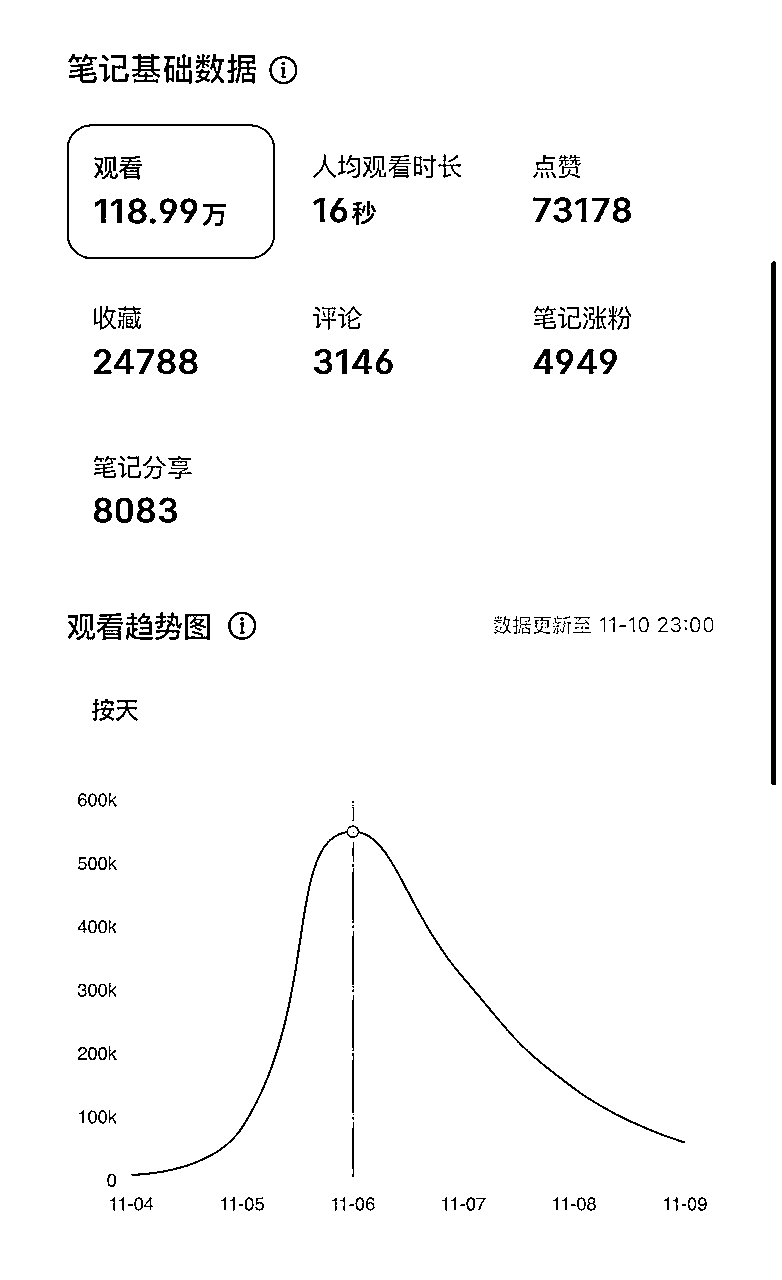 笔记基础数据
观看 人均观看时长 点赞
118.99万 16秒 73178
收藏 评论 笔记涨粉
24788 3146 4949
笔记分享
8083
观看趋势图 数据更新至 11-10 23:00
按天
600k
500k
400k
300k
200k
100k
0
11-04 11-05 11-06 11-07 11-08 11-09